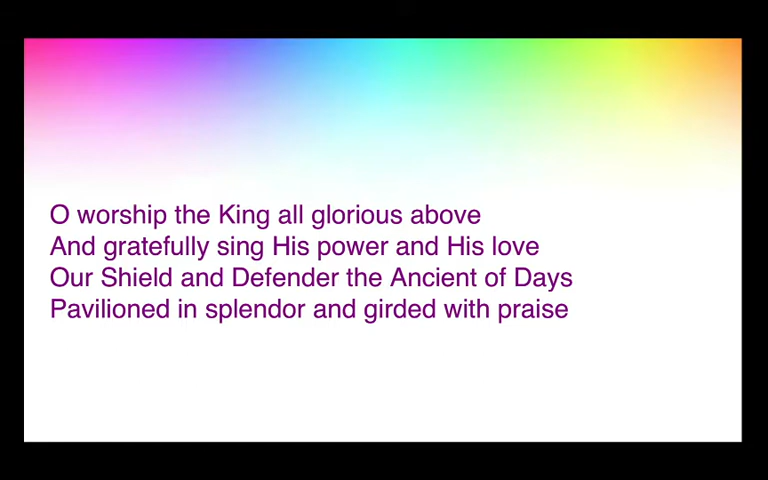 O worship the King all glorious above
And gratefully sing His power and His love
Our Shield and Defender the Ancient of Days
Pavilioned in splendor and girded with praise